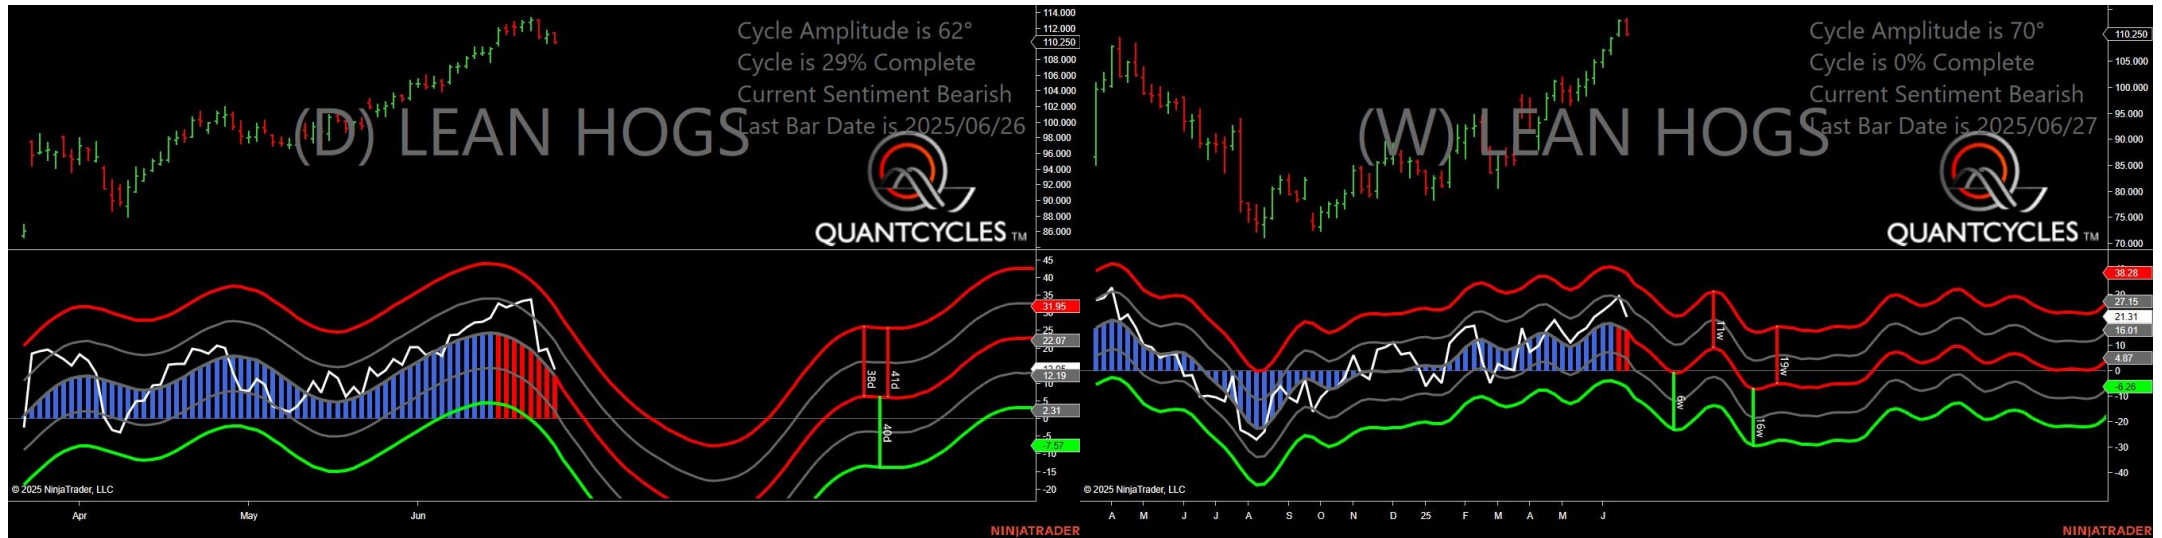 Cycle Amplitude is 62°
Cycle is 29% Complete
Current Sentiment Bearish
Last Bar Date is 2025/06/26
(D) LEAN HOGS
QUANTCYCLES TM
114.000
112.000
110.250
108.000
106.000
104.000
102.000
100.000
98.000
96.000
94.000
92.000
90.000
88.000
86.000
45
40
35
31.95
25
22.07
20
12.19
10
5
2.31
0
-5
-7.57
-10
-15
-20
38d
41d
40d
© 2025 NinjaTrader, LLC
Apr May Jun
NINJATRADER
Cycle Amplitude is 70°
Cycle is 0% Complete
Current Sentiment Bearish
Last Bar Date is 2025/06/27
(W) LEAN HOGS
QUANTCYCLES TM
110.250
105.000
100.000
95.000
90.000
85.000
80.000
75.000
70.000
38.28
27.15
21.31
16.01
10
4.87
0
-6.26
-10
-20
-30
-40
11w
19w
6w
16w
© 2025 NinjaTrader, LLC
A M J J A S O N D 25 F M A M J
NINJATRADER